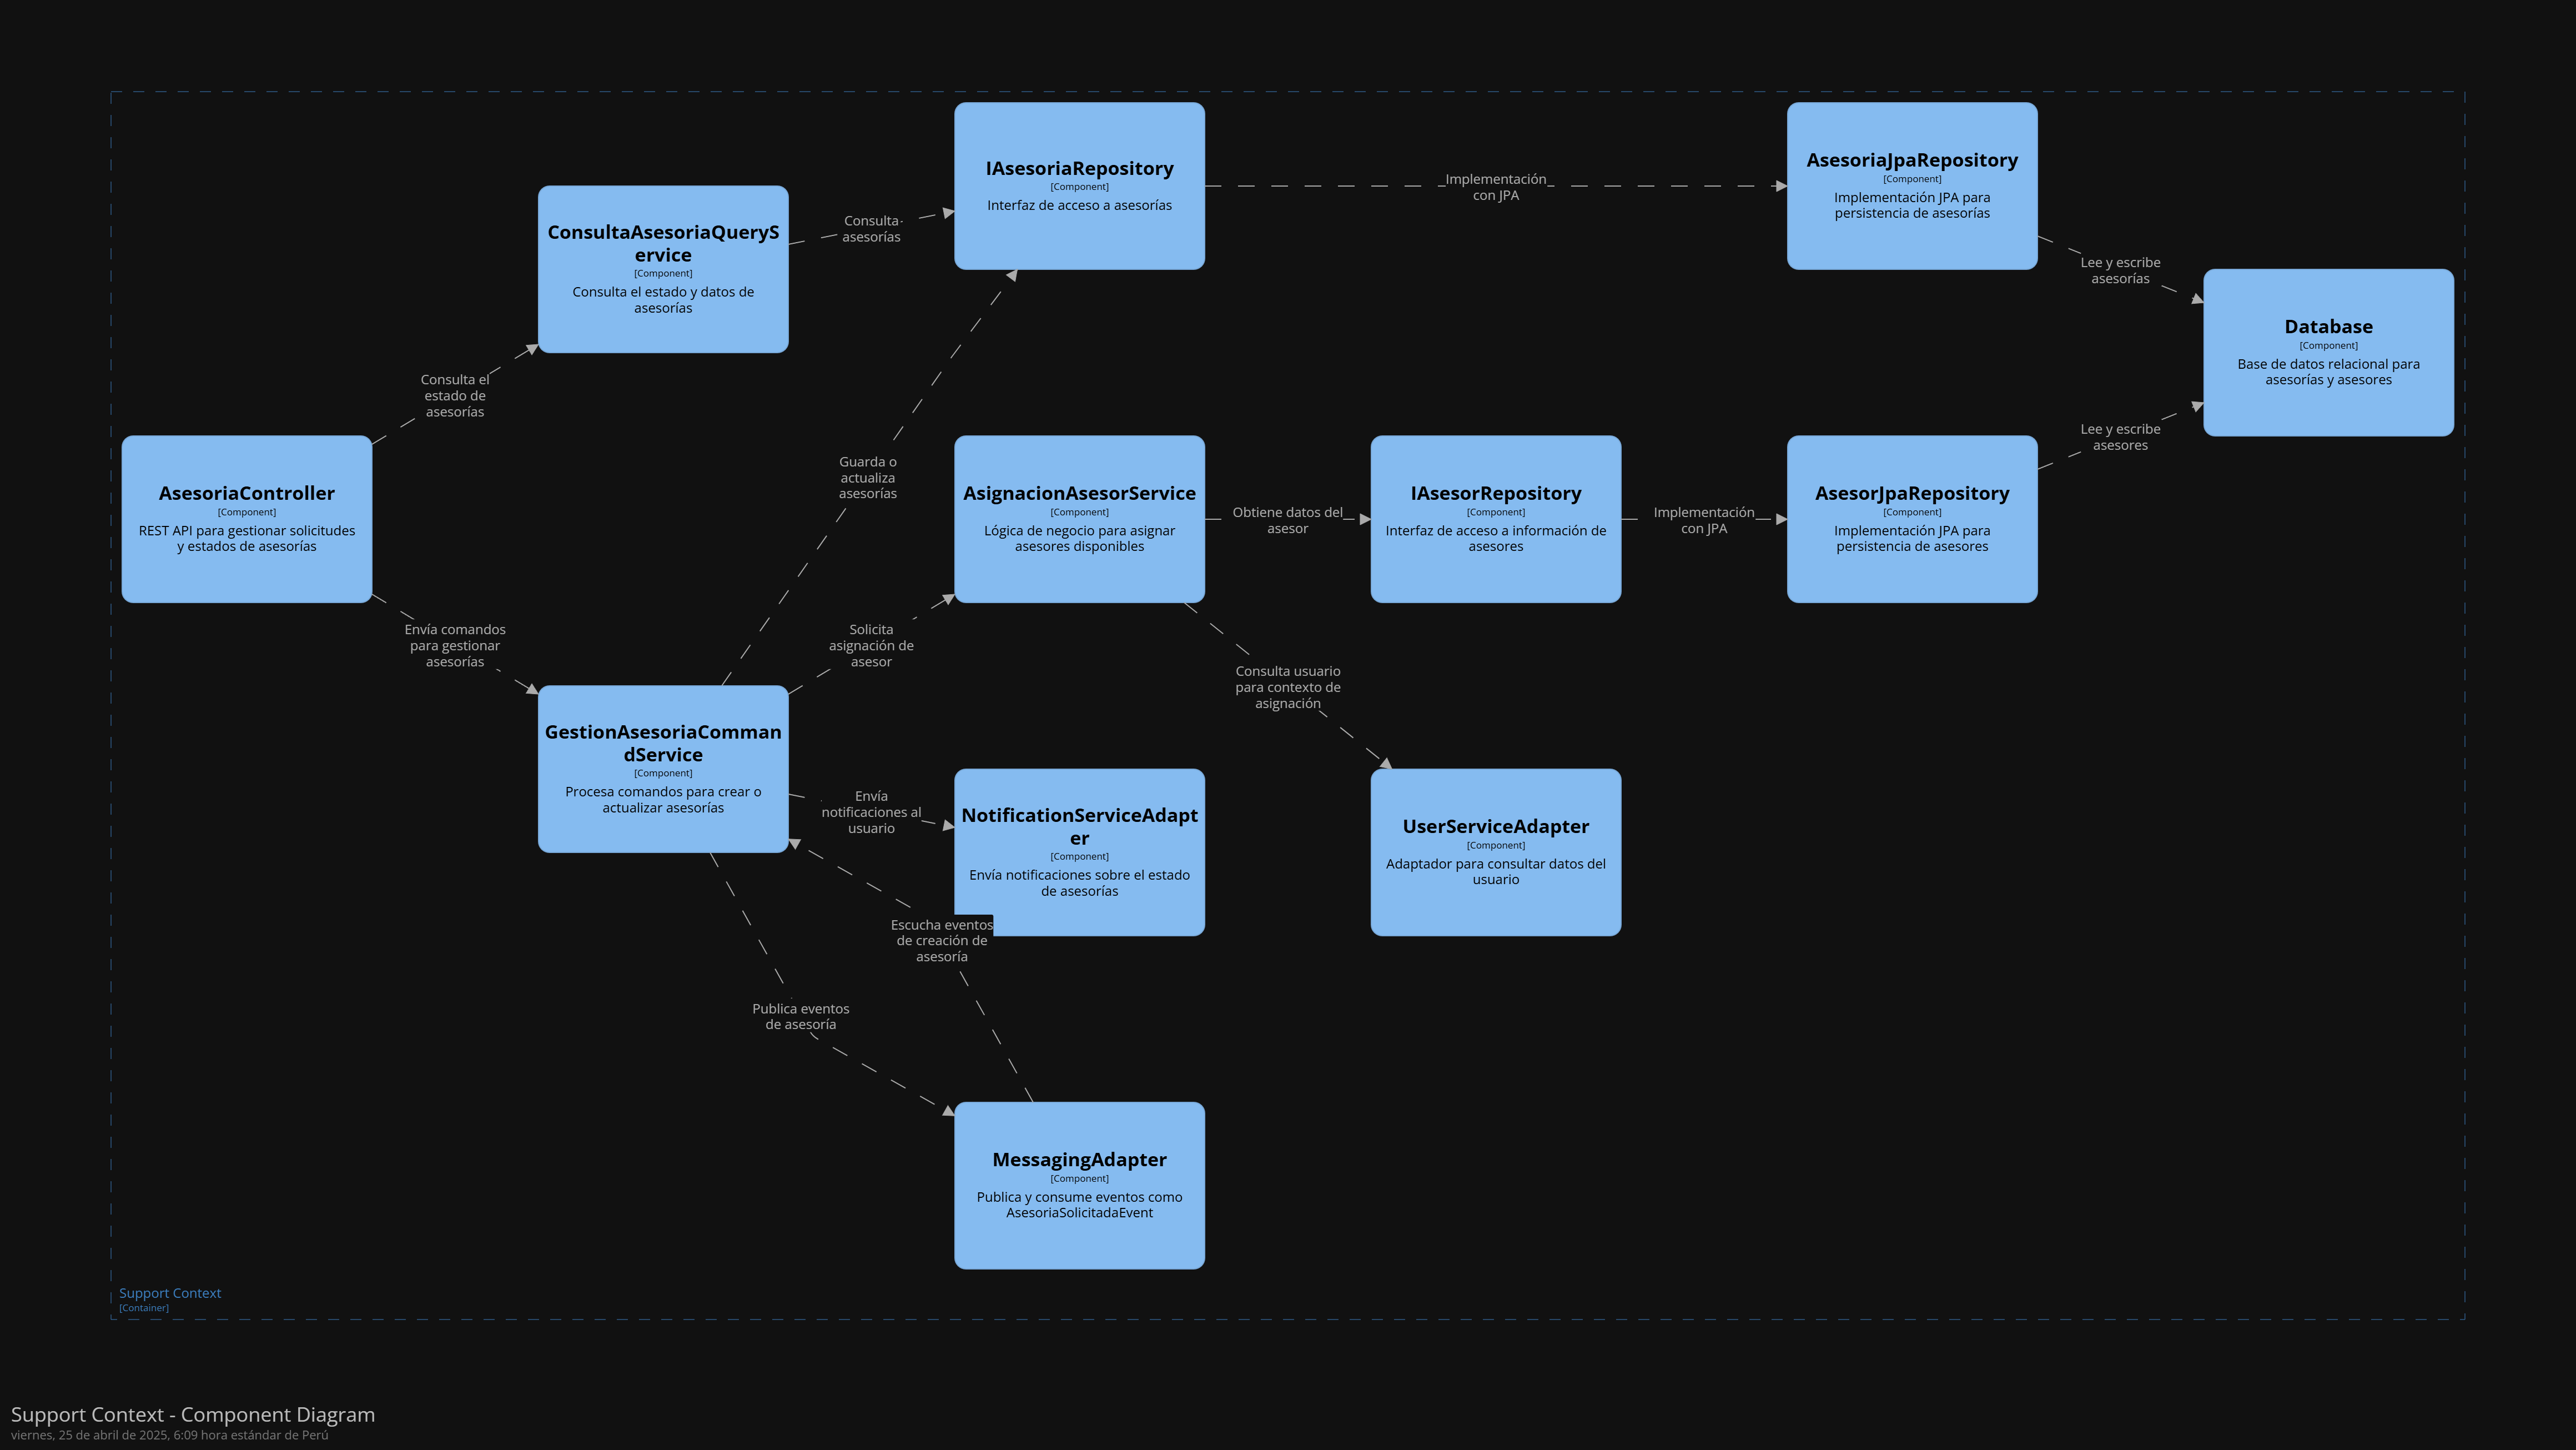 IAsesoriaRepository
[Component]
Interfaz de acceso a asesorías
Implementación
con JPA
AsesoriaJpaRepository
[Component]
Implementación JPA para
persistencia de asesorías
ConsultaAsesoriaQueryS
ervice
[Component]
Consulta el estado y datos de
asesorías
Consulta
asesorías
Lee y escribe
asesorías
Database
[Component]
Base de datos relacional para
asesorías y asesores
Consulta el
estado de
asesorías
Guarda o
actualiza
asesorías
Lee y escribe
asesores
AsesoriaController
[Component]
REST API para gestionar solicitudes
y estados de asesorías
AsignacionAsesorService
[Component]
Lógica de negocio para asignar
asesores disponibles
Obtiene datos del
asesor
IAsesorRepository
[Component]
Interfaz de acceso a información de
asesores
Implementación
con JPA
AsesorJpaRepository
[Component]
Implementación JPA para
persistencia de asesores
Envía comandos
para gestionar
asesorías
Solicita
asignación de
asesor
Consulta usuario
para contexto de
asignación
GestionAsesoriaComman
dService
[Component]
Procesa comandos para crear o
actualizar asesorías
Envía
notificaciones al
usuario
NotificationServiceAdapt
er
[Component]
Envía notificaciones sobre el estado
de asesorías
UserServiceAdapter
[Component]
Adaptador para consultar datos del
usuario
Escucha eventos
de creación de
asesoría
Publica eventos
de asesoría
MessagingAdapter
[Component]
Publica y consume eventos como
AsesoriaSolicitadaEvent
Support Context
[Container]
Support Context - Component Diagram
viernes, 25 de abril de 2025, 6:09 hora estándar de Perú